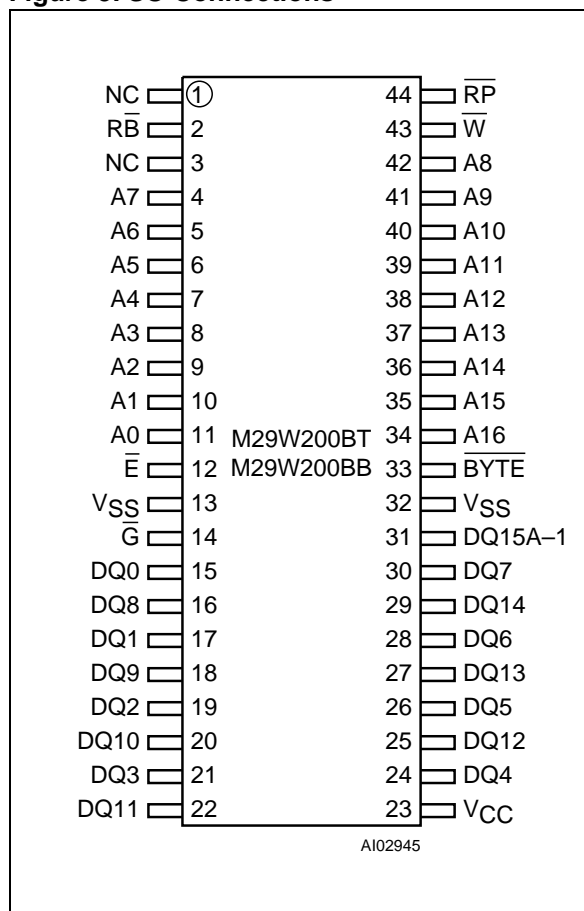 Figure SO Connections
NC 1 44 R̅P̅
RB̅ 2 43 W̅
NC 3 42 A8
A7 4 41 A9
A6 5 40 A10
A5 6 39 A11
A4 7 38 A12
A3 8 37 A13
A2 9 36 A14
A1 10 35 A15
A0 11 M29W200BT 34 A16
E̅ 12 M29W200BB 33 B̅Y̅T̅E̅
VSS 13 32 VSS
G̅ 14 31 DQ15A–1
DQ0 15 30 DQ7
DQ8 16 29 DQ14
DQ1 17 28 DQ6
DQ9 18 27 DQ13
DQ2 19 26 DQ5
DQ10 20 25 DQ12
DQ3 21 24 DQ4
DQ11 22 23 VCC
AI02945